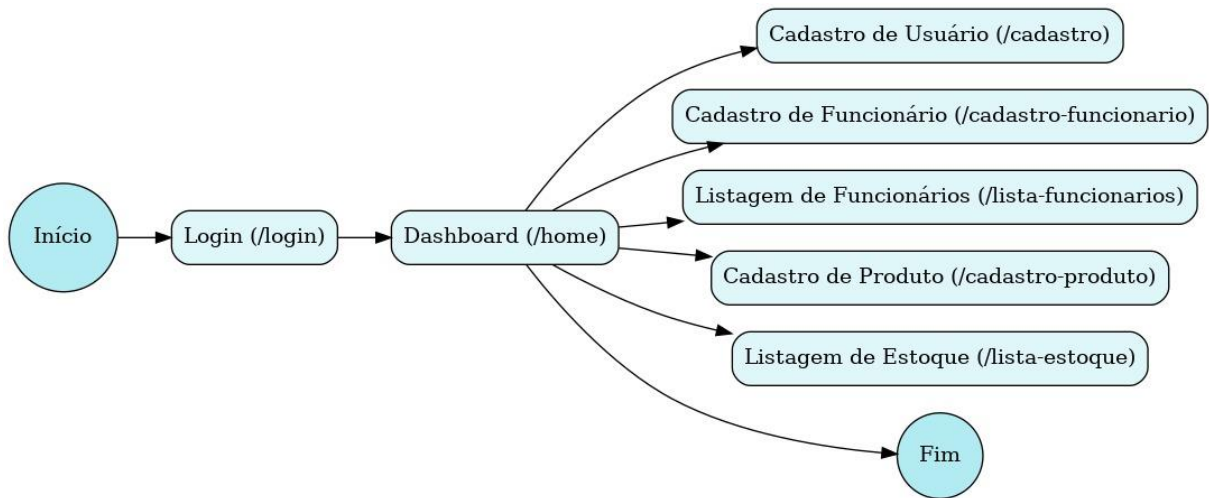 Início
Login (/login)
Dashboard (/home)
Cadastro de Usuário (/cadastro)
Cadastro de Funcionário (/cadastro-funcionario)
Listagem de Funcionários (/lista-funcionarios)
Cadastro de Produto (/cadastro-produto)
Listagem de Estoque (/lista-estoque)
Fim